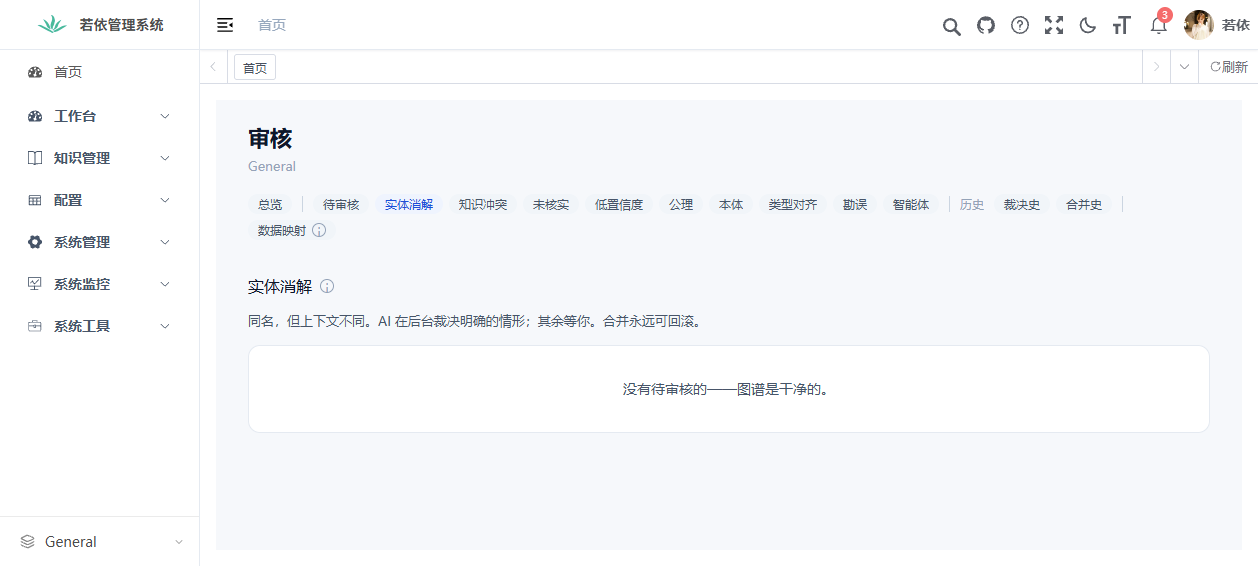 若依管理系统
首页
3
若依
首页
刷新
首页
工作台
知识管理
配置
系统管理
系统监控
系统工具
General
审核
General
总览 待审核 实体消解 知识冲突 未核实 低置信度 公理 本体 类型对齐 勘误 智能体 历史 裁决史 合并史
数据映射
实体消解
同名，但上下文不同。AI 在后台裁决明确的情形；其余等你。合并永远可回滚。
没有待审核的——图谱是干净的。